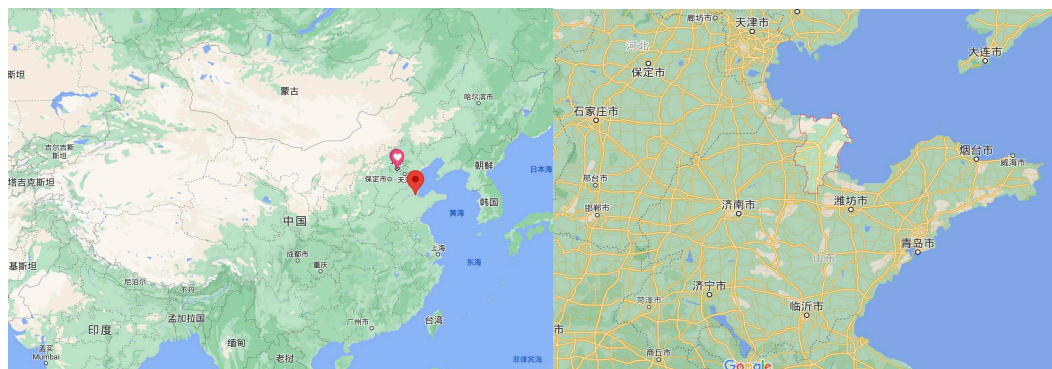 斯坦
蒙古
哈尔滨市
吉尔吉斯
斯坦
塔吉克斯坦
保定市
天
朝鲜
日本海
韩国
中国
黄海
上海
成都市
重庆
东海
基斯坦
尼泊尔
不丹
孟加拉国
广州市
台湾
印度
缅甸
孟买
Mumbai
老挝
菲律宾海
廊坊市
天津市
河北
保定市
大连市
石家庄市
烟台市
威海市
邢台市
邯郸市
济南市
潍坊市
青岛市
山东
济宁市
菏泽市
临沂市
市
商丘市
Google